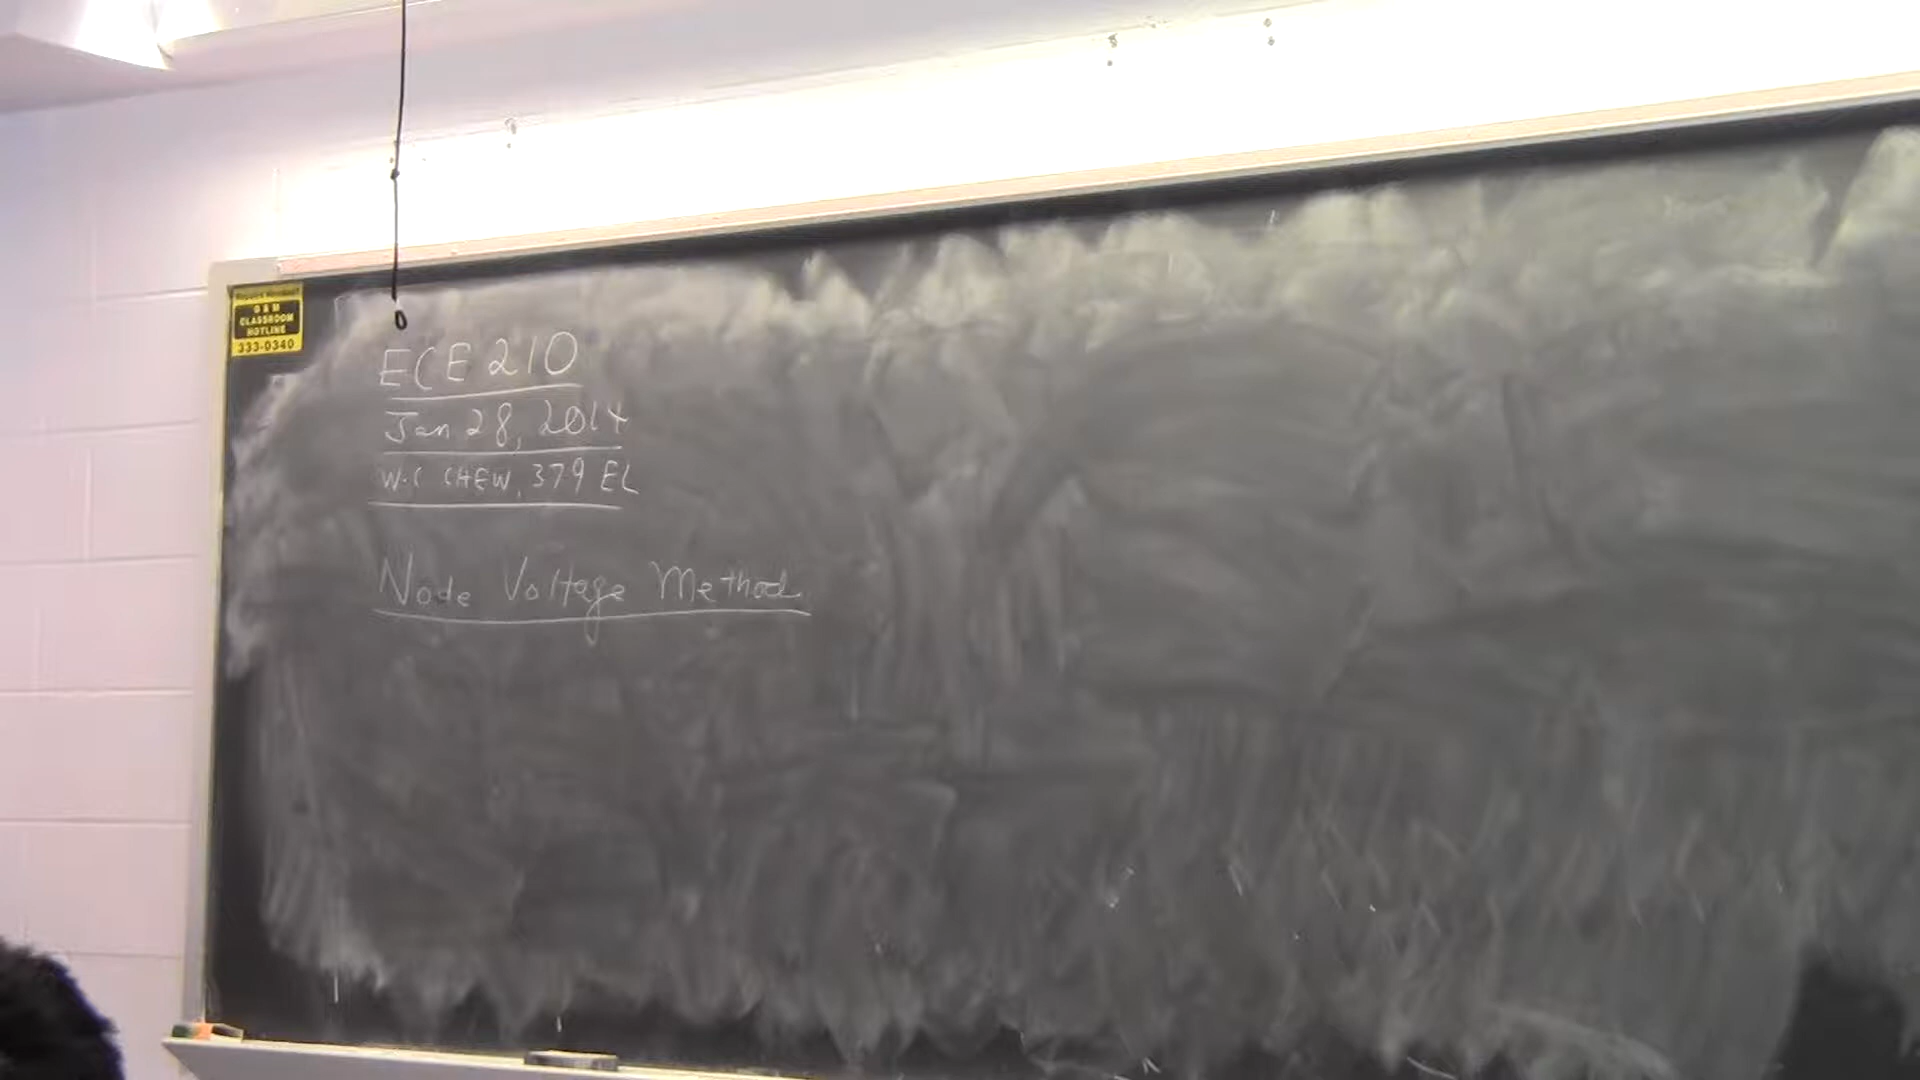 O & M
CLASSROOM
HOTLINE
333-0340
ECE 210
Jan 28, 2014
W.C CHEW, 379 EL
Node Voltage Method